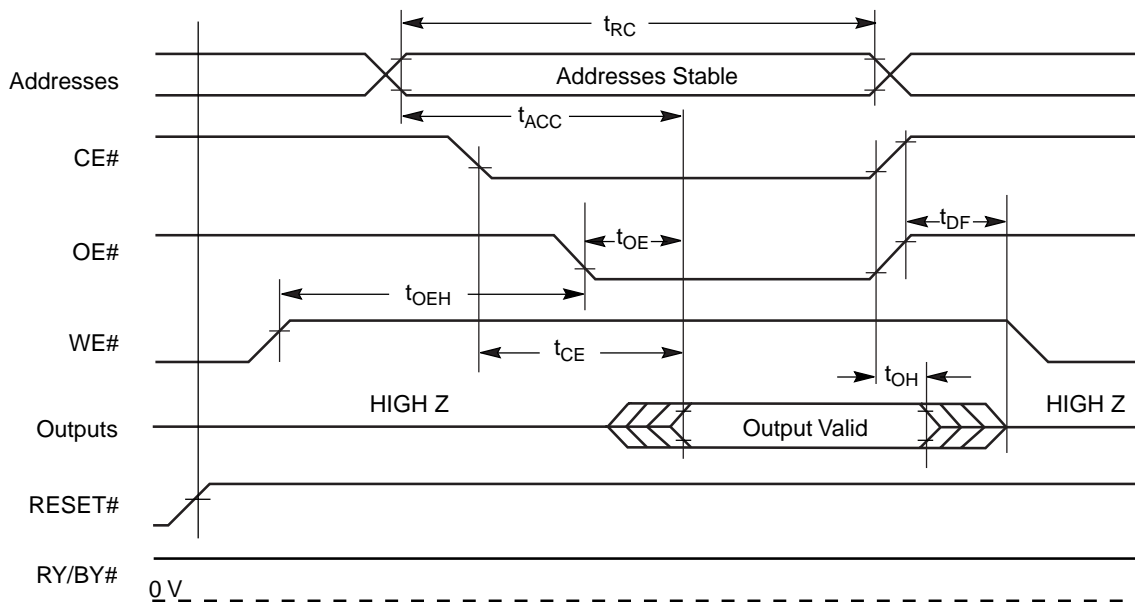 tRC
Addresses
Addresses Stable
tACC
CE#
tDF
OE#
tOE
tOEH
WE#
tCE
tOH
HIGH Z
HIGH Z
Outputs
Output Valid
RESET#
RY/BY#
0 V